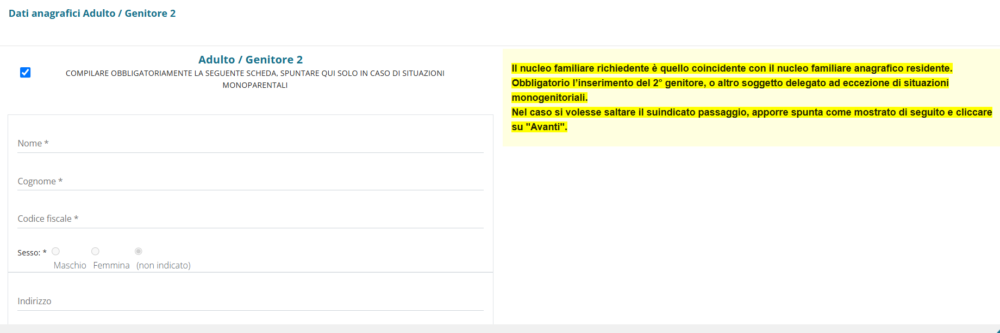 Dati anagrafici Adulto / Genitore 2
Adulto / Genitore 2
COMPILARE OBBLIGATORIAMENTE LA SEGUENTE SCHEDA, SPUNTARE QUI SOLO IN CASO DI SITUAZIONI
MONOPARENTALI
Nome *
Cognome *
Codice fiscale *
Sesso: *
Maschio Femmina (non indicato)
Indirizzo
Il nucleo familiare richiedente è quello coincidente con il nucleo familiare anagrafico residente.
Obbligatorio l’inserimento del 2° genitore, o altro soggetto delegato ad eccezione di situazioni
monogenitoriali.
Nel caso si volesse saltare il suindicato passaggio, apporre spunta come mostrato di seguito e cliccare
su "Avanti".